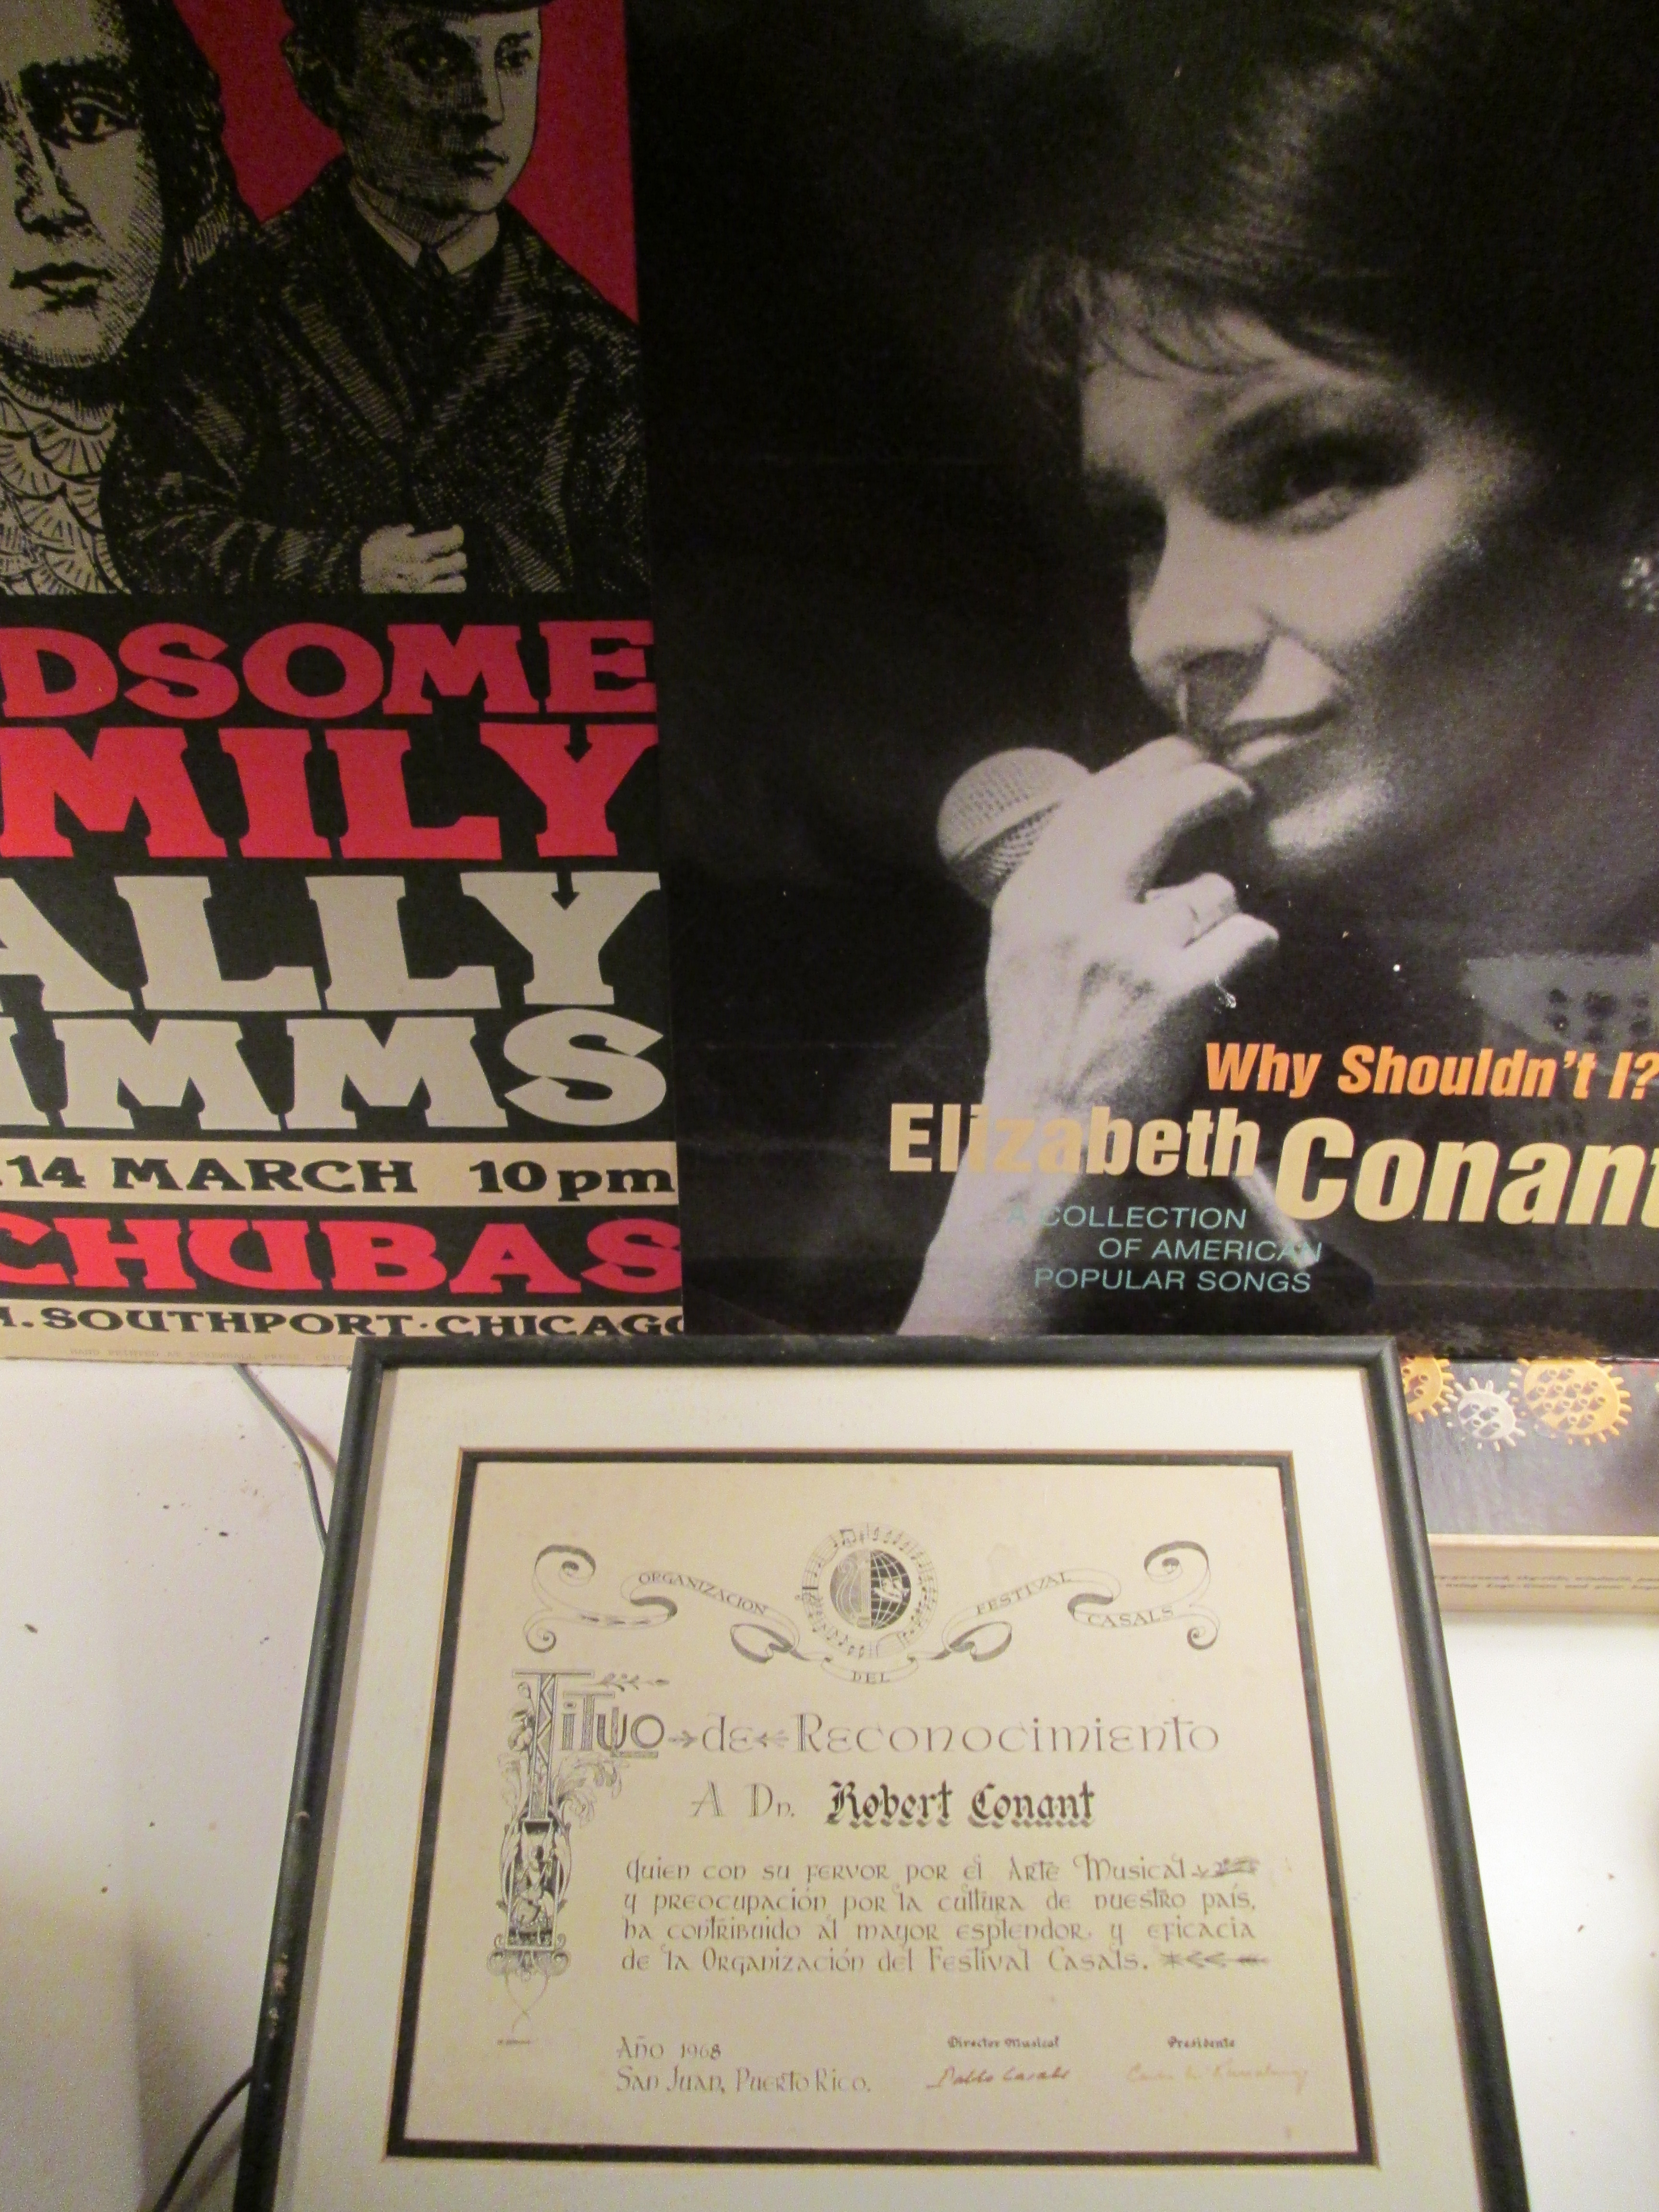 DSOME
MILY
ALLY
IMMS
14 MARCH 10pm
CHUBAS
SOUTHPORT·CHICAGO
Why Shouldn't I?
Elizabeth Conant
A COLLECTION
OF AMERICAN
POPULAR SONGS
ORGANIZACION
DEL
FESTIVAL
CASALS
Titulo de Reconocimiento
A Dn. Robert Conant
Quien con su fervor por el Arte Musical
y preocupación por la cultura de nuestro país,
ha contribuido al mayor esplendor y eficacia
de la Organización del Festival Casals.
Año 1968
San Juan, Puerto Rico.
Director Musical
Pablo Casals
Presidente